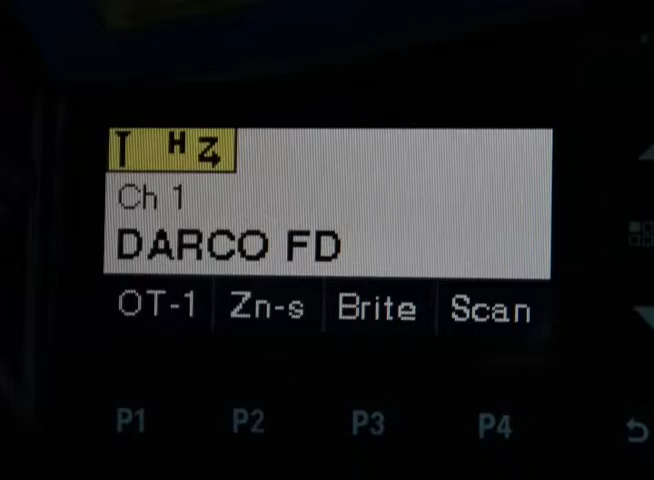 H Z
Ch 1
DARCO FD
OT-1 Zn-s Brite Scan
P1 P2 P3 P4